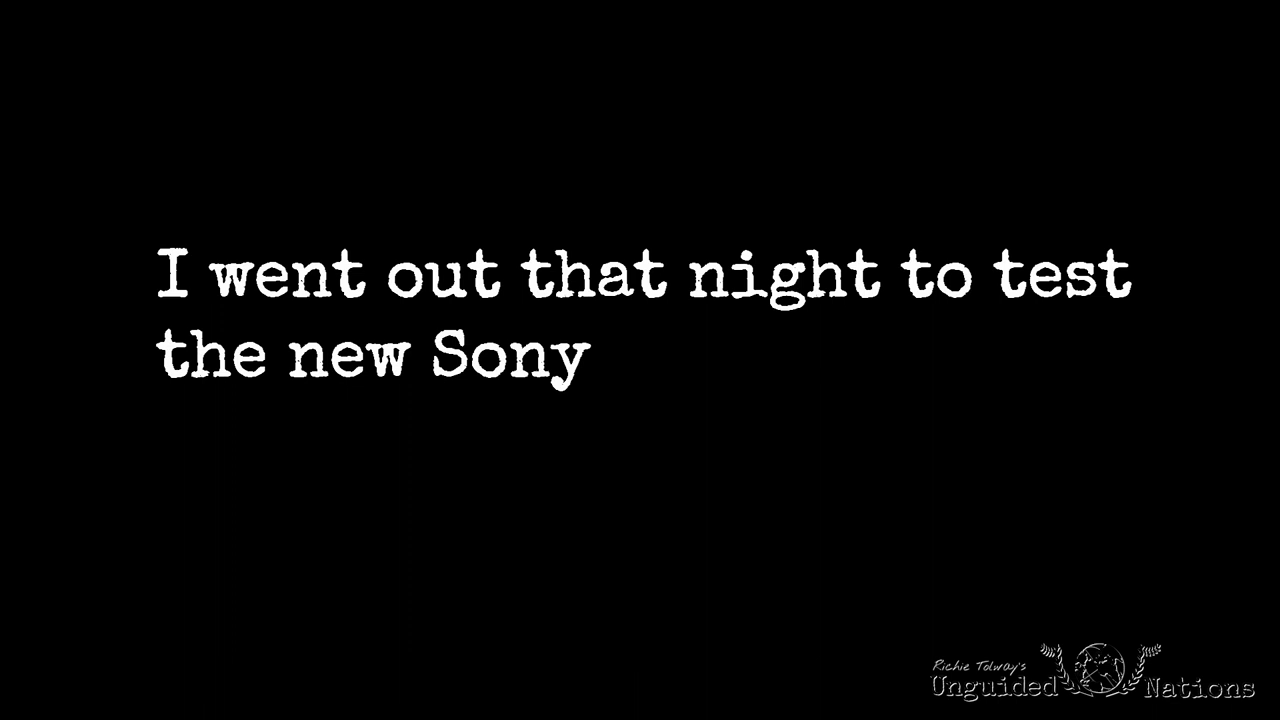 I went out that night to test
the new Sony
Richie Tolway's
Unguided Nations